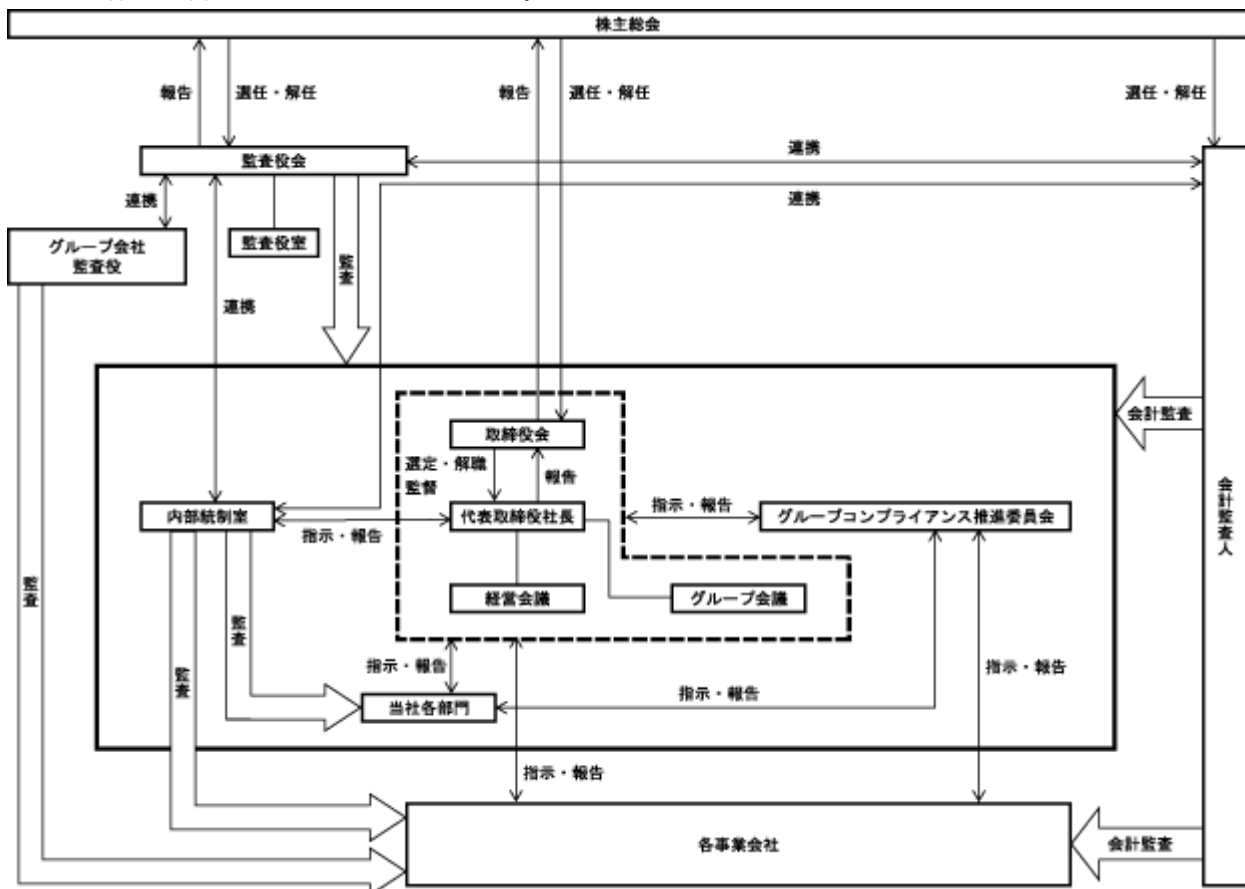 株主総会
報告
選任・解任
報告
選任・解任
選任・解任
監査役会
連携
連携
連携
グループ会社
監査役
監査役室
監査
連携
会計監査
取締役会
選定・解職
監督
報告
内部統制室
指示・報告
代表取締役社長
指示・報告
グループコンプライアンス推進委員会
会計監査人
経営会議
グループ会議
監査
監査
監査
指示・報告
当社各部門
指示・報告
指示・報告
指示・報告
各事業会社
会計監査